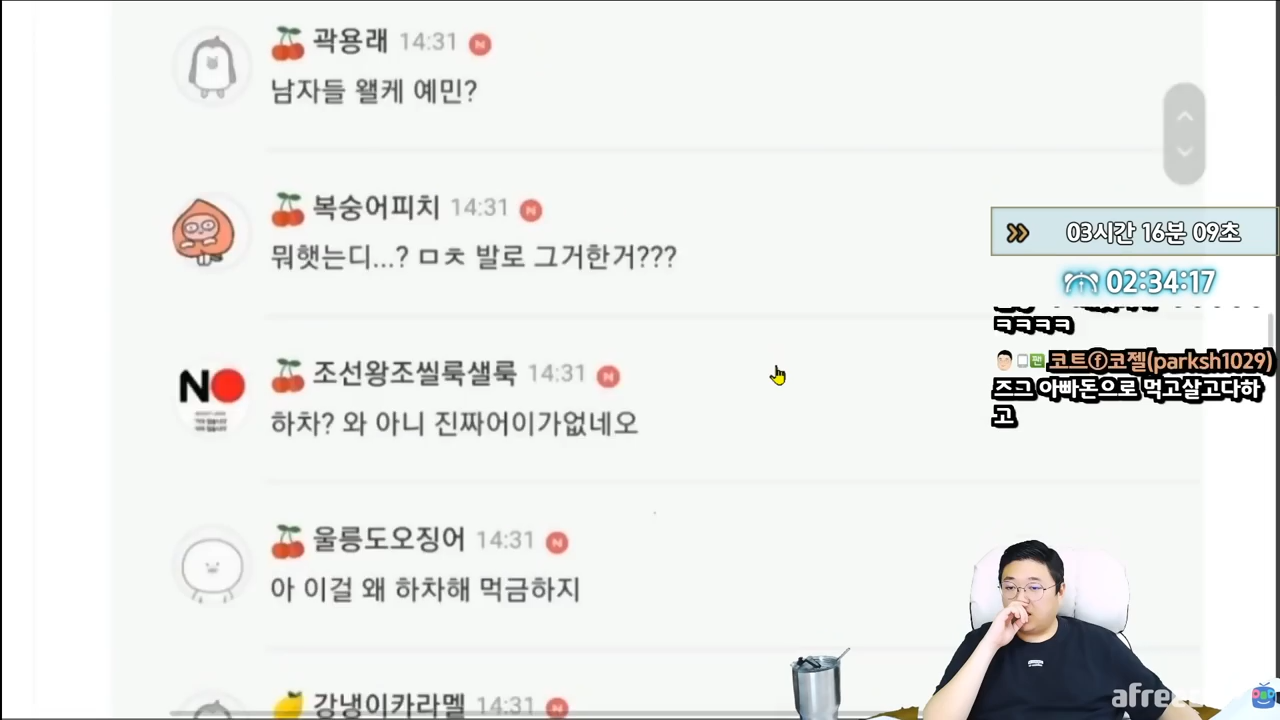 곽용래 14:31 N
남자들 왤케 예민?
복숭어피치 14:31 N
뭐햇는디...? ㅁㅊ 발로 그거한거???
03시간 16분 09초
02:34:17
ㅋㅋㅋㅋ
팬 코트ⓕ코젤(parksh1029)
즈그 아빠돈으로 먹고살고다하
고
NO
조선왕조씰룩샐룩 14:31 N
하차? 와 아니 진짜어이가없네오
울릉도오징어 14:31 N
아 이걸 왜 하차해 먹금하지
강냉이카라멜 14:31 N